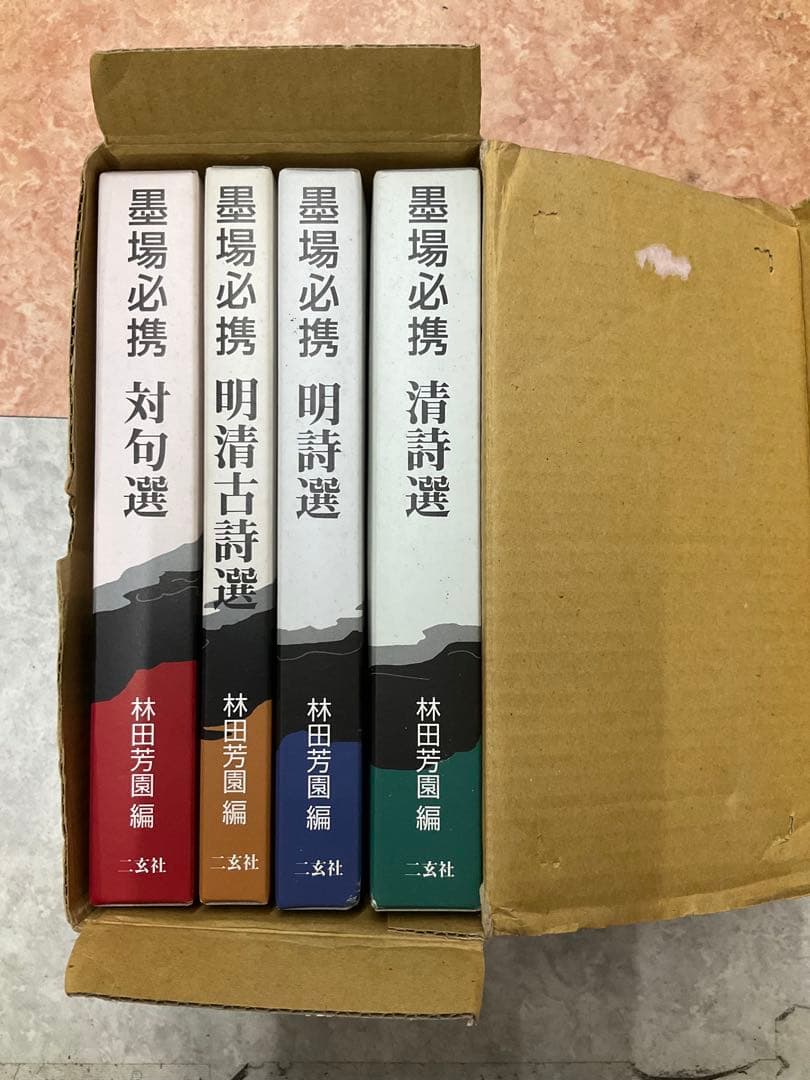 墨場必携 対句選
林田芳園 編
二玄社
墨場必携 明清古詩選
林田芳園 編
二玄社
墨場必携 明詩選
林田芳園 編
二玄社
墨場必携 清詩選
林田芳園 編
二玄社